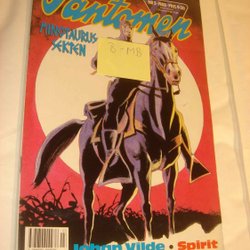 Fantomen
MINOTAURUS-
SEKTEN
B-MB
Johan Vilde • Spirit